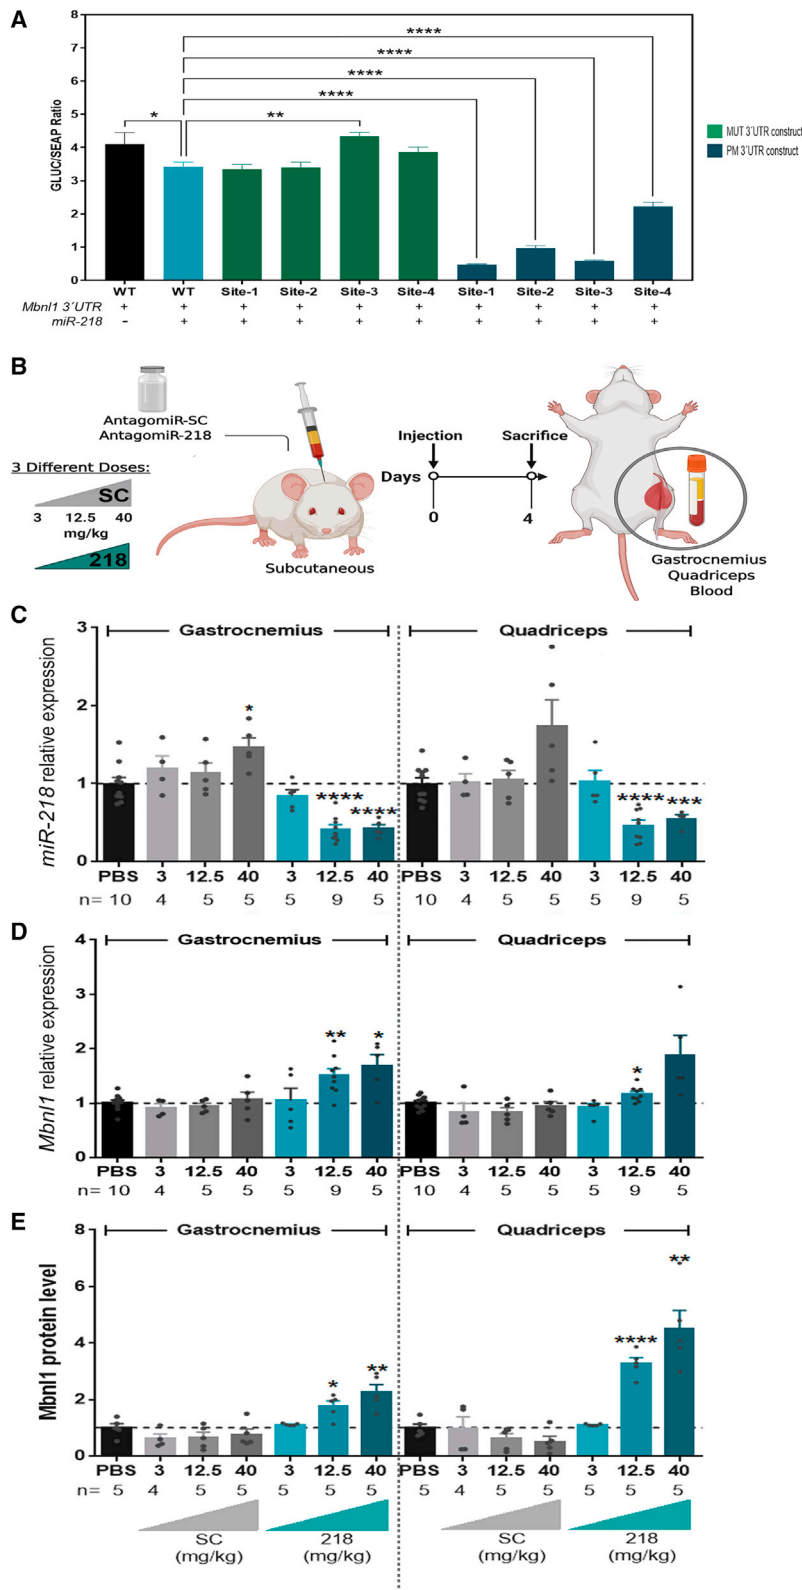 A
8
7
6
5
4
3
2
1
0
GLUC/SEAP Ratio
****
****
****
****
* **
MUT 3´UTR construct
PM 3´UTR construct
WT WT Site-1 Site-2 Site-3 Site-4 Site-1 Site-2 Site-3 Site-4
Mbnl1 3´UTR + + + + + + + + + +
miR-218 - + + + + + + + + +
B
AntagomiR-SC
AntagomiR-218
3 Different Doses:
SC
3 12.5 40
mg/kg
218
Subcutaneous
Injection Sacrifice
Days
0 4
Gastrocnemius
Quadriceps
Blood
C
miR-218 relative expression
3
2
1
0
Gastrocnemius Quadriceps
*
**** **** **** ***
PBS 3 12.5 40 3 12.5 40 PBS 3 12.5 40 3 12.5 40
n= 10 4 5 5 5 9 5 10 4 5 5 5 9 5
D
Mbnl1 relative expression
4
3
2
1
0
Gastrocnemius Quadriceps
** * *
PBS 3 12.5 40 3 12.5 40 PBS 3 12.5 40 3 12.5 40
n= 10 4 5 5 5 9 5 10 4 5 5 5 9 5
E
Mbnl1 protein level
8
6
4
2
0
Gastrocnemius Quadriceps
* ** **** **
PBS 3 12.5 40 3 12.5 40 PBS 3 12.5 40 3 12.5 40
n= 5 4 5 5 5 5 5 5 4 5 5 5 5 5
SC 218 SC 218
(mg/kg) (mg/kg) (mg/kg) (mg/kg)